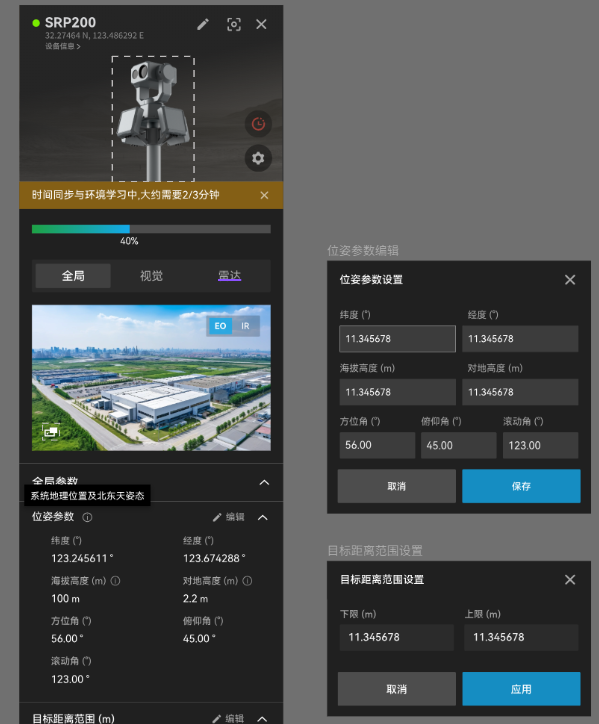 SRP200
32.27464 N, 123.486292 E
设备信息 >
时间同步与环境学习中,大约需要2/3分钟
40%
全局
视觉
雷达
EO
IR
全局参数
系统地理位置及北东天姿态
位姿参数
编辑
纬度 (°)
经度 (°)
123.245611 °
123.674288 °
海拔高度 (m)
对地高度 (m)
100 m
2.2 m
方位角 (°)
俯仰角 (°)
56.00 °
45.00 °
滚动角 (°)
123.00 °
目标距离范围 (m)
编辑
位姿参数编辑
位姿参数设置
纬度 (°)
经度 (°)
11.345678
11.345678
海拔高度 (m)
对地高度 (m)
11.345678
11.345678
方位角 (°)
俯仰角 (°)
滚动角 (°)
56.00
45.00
123.00
取消
保存
目标距离范围设置
目标距离范围设置
下限 (m)
上限 (m)
11.345678
11.345678
取消
应用